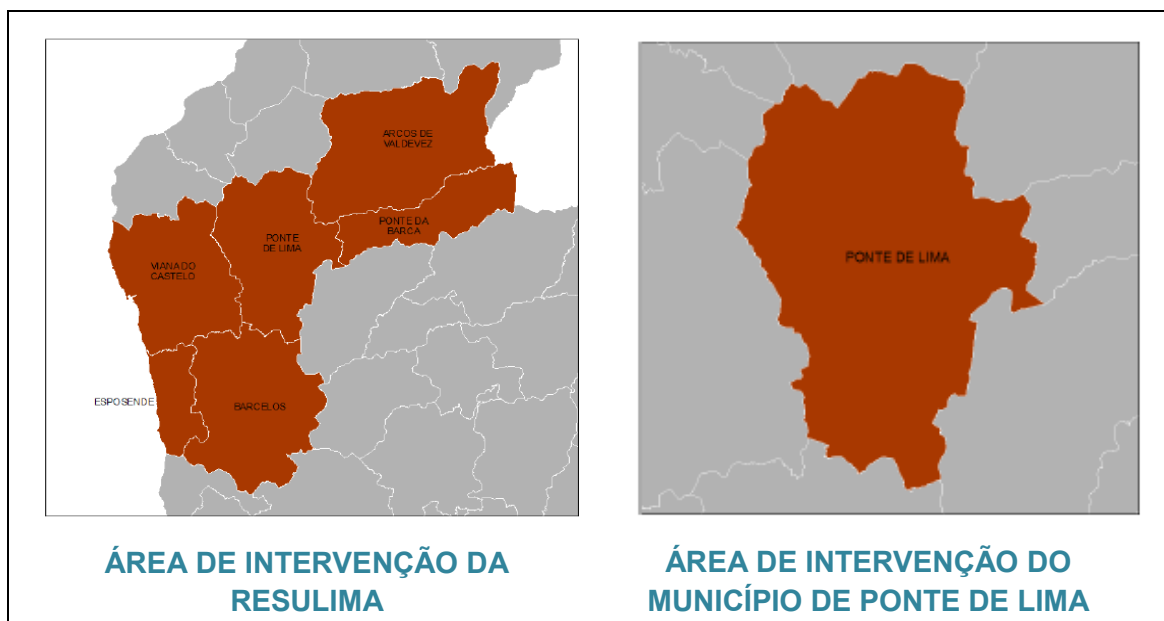 ARCOS DE
VALDEVEZ
PONTE DA
BARCA
PONTE
DE LIMA
VIANA DO
CASTELO
ESPOSENDE
BARCELOS
ÁREA DE INTERVENÇÃO DA
RESULIMA
PONTE DE LIMA
ÁREA DE INTERVENÇÃO DO
MUNICÍPIO DE PONTE DE LIMA